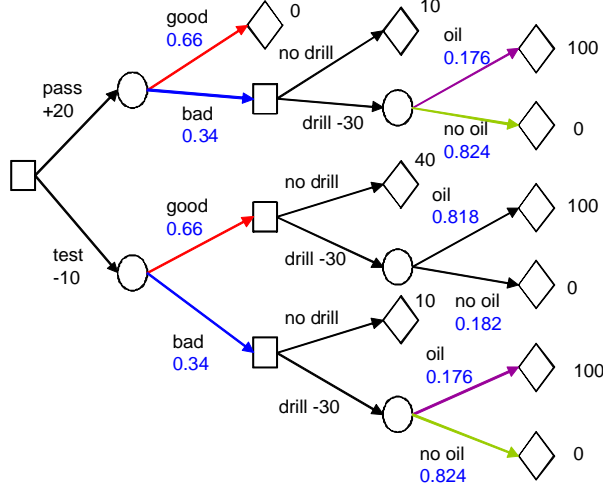 good
0.66
0
no drill
10
oil
0.176
100
pass
+20
bad
0.34
drill -30
no oil
0.824
0
good
0.66
no drill
40
oil
0.818
100
test
-10
drill -30
no oil
0.182
0
bad
0.34
no drill
10
oil
0.176
100
drill -30
no oil
0.824
0